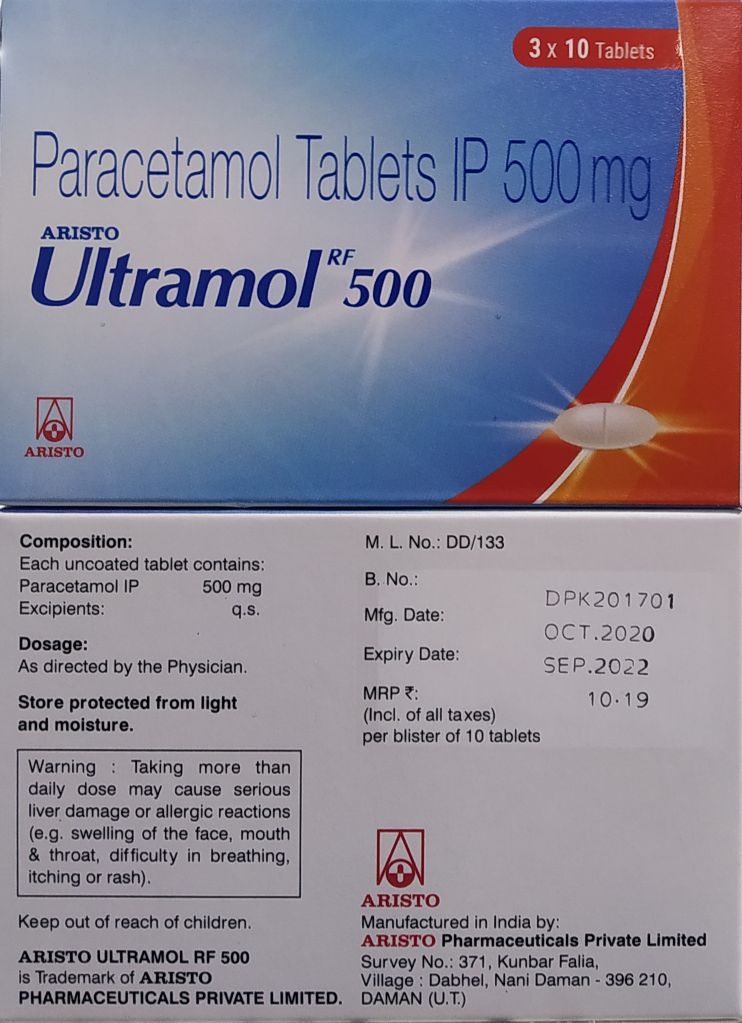 3 x 10 Tablets
Paracetamol Tablets IP 500 mg
ARISTO
Ultramol RF 500
ARISTO
Composition:
Each uncoated tablet contains:
Paracetamol IP 500 mg
Excipients: q.s.
Dosage:
As directed by the Physician.
Store protected from light
and moisture.
Warning : Taking more than
daily dose may cause serious
liver damage or allergic reactions
(e.g. swelling of the face, mouth
& throat, difficulty in breathing,
itching or rash).
Keep out of reach of children.
ARISTO ULTRAMOL RF 500
is Trademark of ARISTO
PHARMACEUTICALS PRIVATE LIMITED.
M. L. No.: DD/133
B. No.: DPK201701
Mfg. Date: OCT.2020
Expiry Date: SEP.2022
MRP ₹: 10.19
(Incl. of all taxes)
per blister of 10 tablets
ARISTO
Manufactured in India by:
ARISTO Pharmaceuticals Private Limited
Survey No.: 371, Kunbar Falia,
Village : Dabhel, Nani Daman - 396 210,
DAMAN (U.T.)